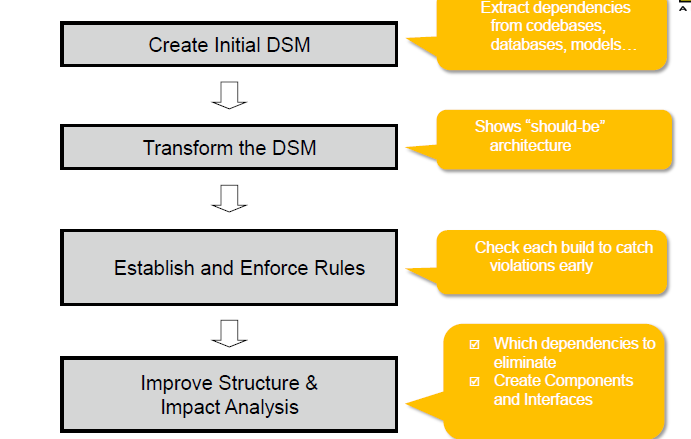 Create Initial DSM
Extract dependencies
from codebases,
databases, models…
Transform the DSM
Shows “should-be”
architecture
Establish and Enforce Rules
Check each build to catch
violations early
Improve Structure &
Impact Analysis
Which dependencies to
eliminate
Create Components
and Interfaces